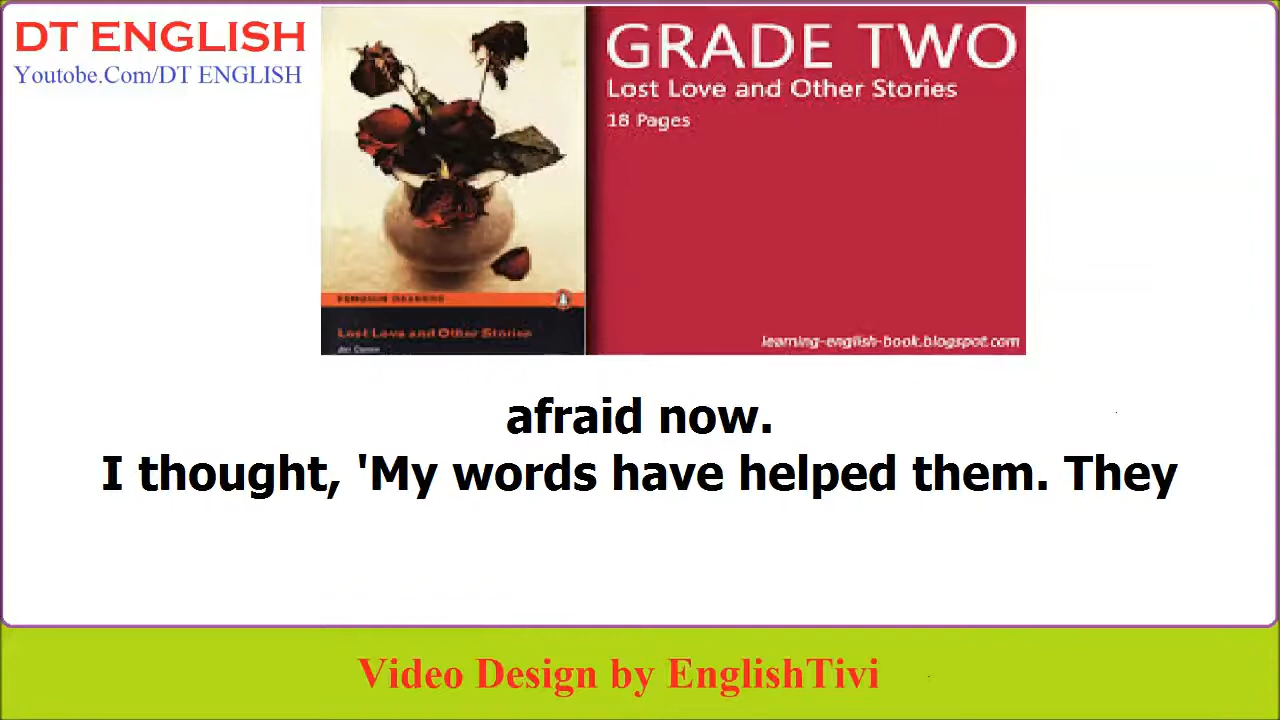 DT ENGLISH
Youtobe.Com/DT ENGLISH
GRADE TWO
Lost Love and Other Stories
18 Pages
PENGUIN READERS
Lost Love and Other Stories
learning-english-book.blogspot.com
afraid now.
I thought, 'My words have helped them. They
Video Design by EnglishTivi